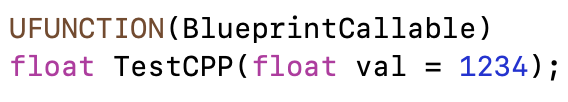 UFUNCTION(BlueprintCallable)
float TestCPP(float val = 1234);